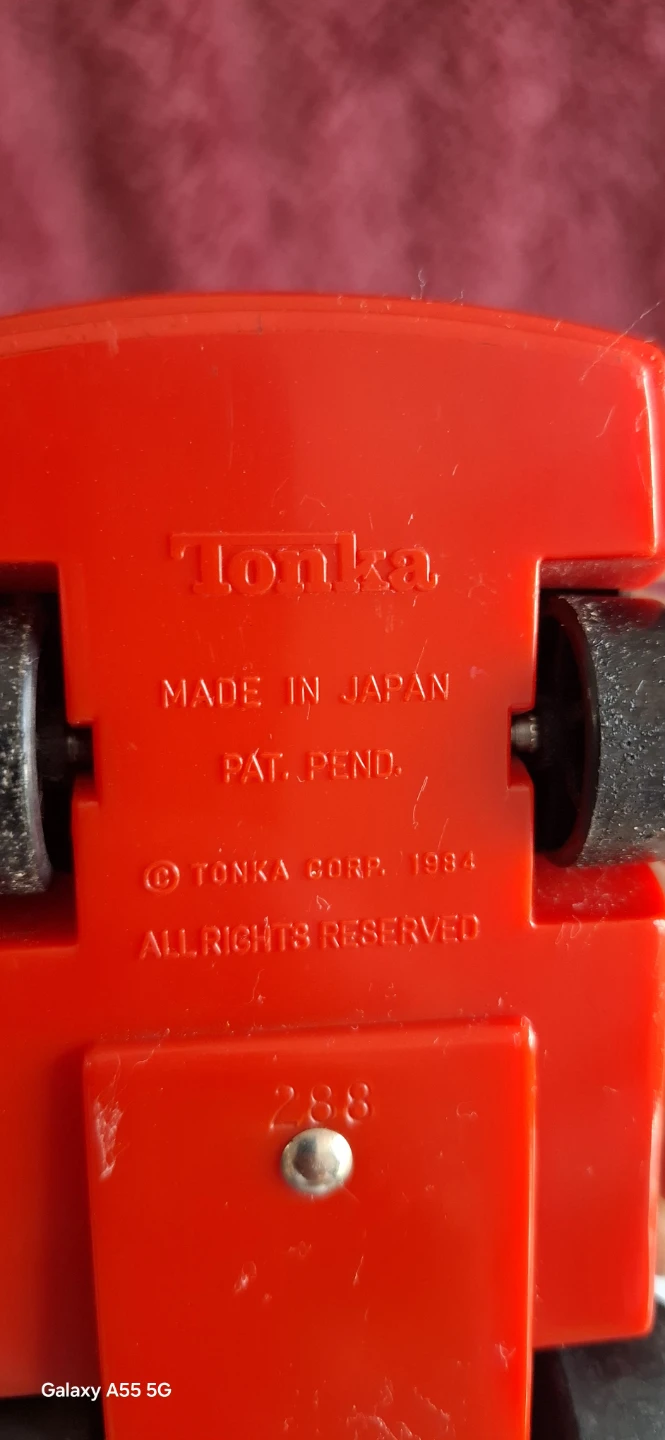 Tonka
MADE IN JAPAN
PAT. PEND.
© TONKA CORP. 1984
ALL RIGHTS RESERVED
288
Galaxy A55 5G